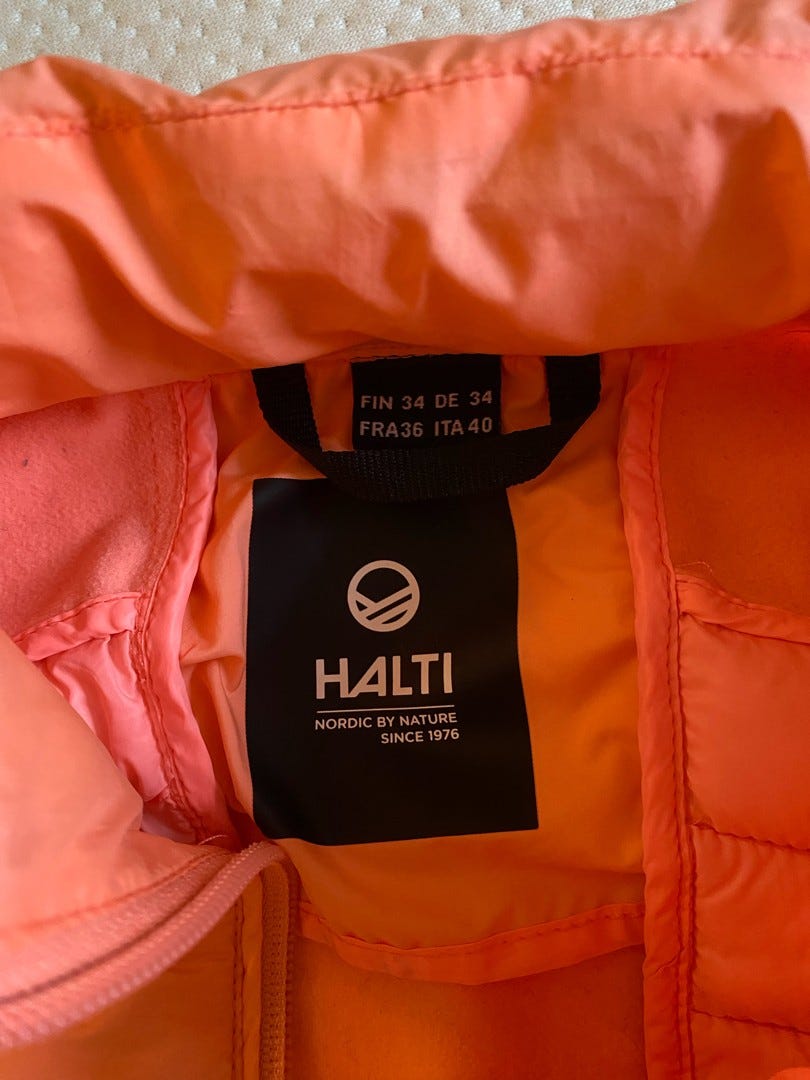 FIN 34 DE 34
FRA36 ITA40
HALTI
NORDIC BY NATURE
SINCE 1976